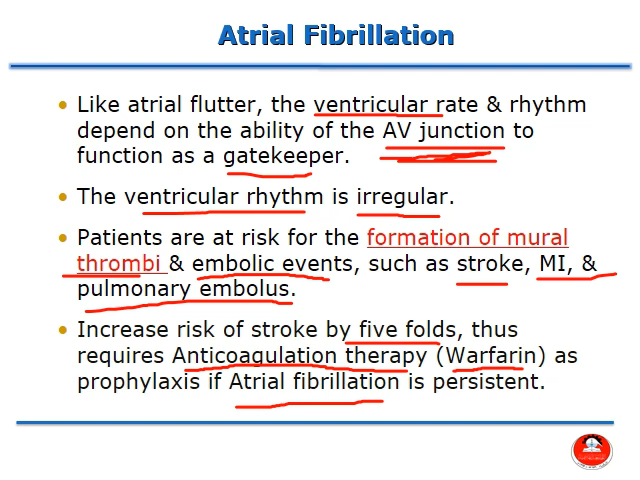 Atrial Fibrillation
• Like atrial flutter, the ventricular rate & rhythm
depend on the ability of the AV junction to
function as a gatekeeper.
• The ventricular rhythm is irregular.
• Patients are at risk for the formation of mural
thrombi & embolic events, such as stroke, MI, &
pulmonary embolus.
• Increase risk of stroke by five folds, thus
requires Anticoagulation therapy (Warfarin) as
prophylaxis if Atrial fibrillation is persistent.